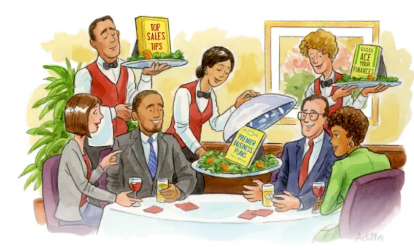 TOP
SALES
TIPS
ACE
YOUR
FINANCES
PREMIER
BUSINESS
PLANS